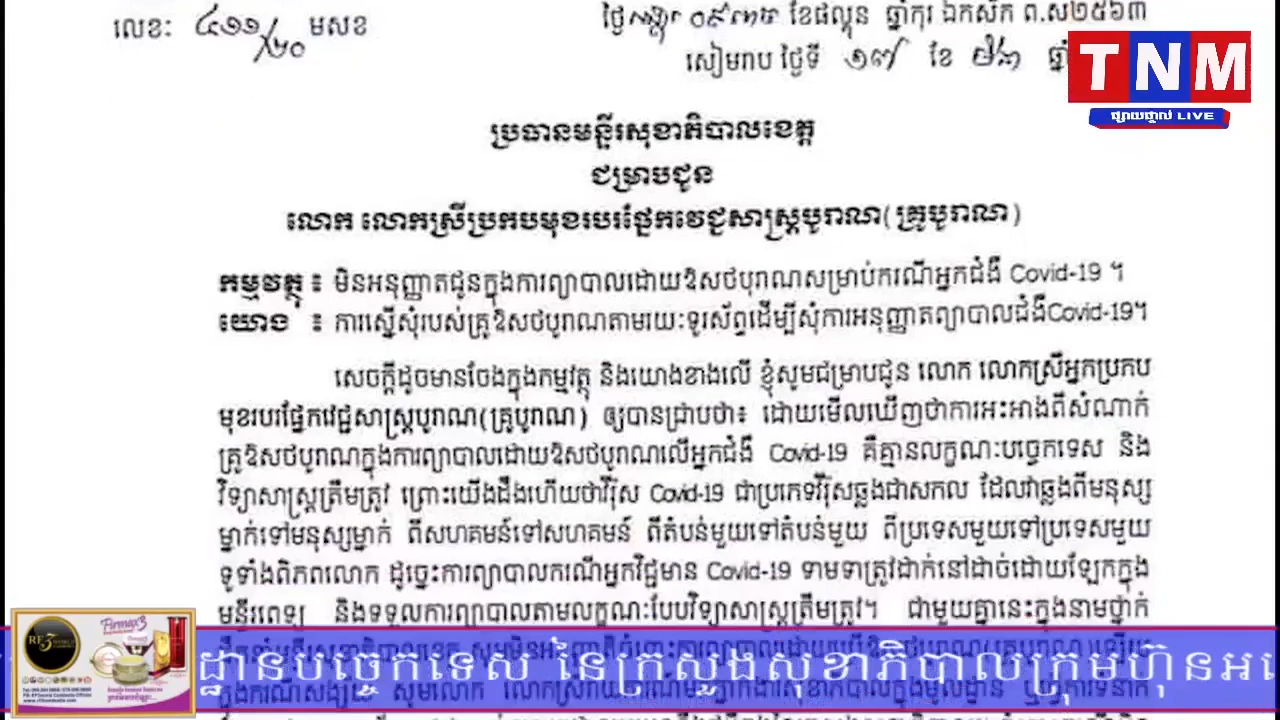 លេខៈ ៤១១/២០ មសខ
ថ្ងៃអង្គារ ០៩រោច ខែផល្គុន ឆ្នាំកុរ ឯកស័ក ព.ស២៥៦៣
សៀមរាប ថ្ងៃទី ១៧ ខែ មីនា ឆ្នាំ
TNM
ផ្សាយផ្ទាល់ LIVE
ប្រធានមន្ទីរសុខាភិបាលខេត្ត
ជម្រាបជូន
លោក លោកស្រីប្រកបមុខរបរផ្នែកវេជ្ជសាស្ត្របូរាណ(គ្រូបូរាណ)
កម្មវត្ថុ ៖ មិនអនុញ្ញាតជូនក្នុងការព្យាបាលដោយឱសថបុរាណសម្រាប់ករណីអ្នកជំងឺ Covid-19 ។
យោង ៖ ការស្នើសុំរបស់គ្រូឱសថបូរាណតាមរយៈទូរស័ព្ទដើម្បីសុំការអនុញ្ញាតព្យាបាលជំងឺCovid-19។
សេចក្តីដូចមានចែងក្នុងកម្មវត្ថុ និងយោងខាងលើ ខ្ញុំសូមជម្រាបជូន លោក លោកស្រីអ្នកប្រកប
មុខរបរផ្នែកវេជ្ជសាស្ត្របូរាណ(គ្រូបូរាណ) ឲ្យបានជ្រាបថា៖ ដោយមើលឃើញថាការអះអាងពីសំណាក់
គ្រូឱសថបូរាណក្នុងការព្យាបាលដោយឱសថបូរាណលើអ្នកជំងឺ Covid-19 គឺគ្មានលក្ខណៈបច្ចេកទេស និង
វិទ្យាសាស្ត្រត្រឹមត្រូវ ព្រោះយើងដឹងហើយថាវីរ៉ុស Covid-19 ជាប្រភេទវីរ៉ុសឆ្លងជាសកល ដែលវាឆ្លងពីមនុស្ស
ម្នាក់ទៅមនុស្សម្នាក់ ពីសហគមន៍ទៅសហគមន៍ ពីតំបន់មួយទៅតំបន់មួយ ពីប្រទេសមួយទៅប្រទេសមួយ
ទូទាំងពិភពលោក ដូច្នេះការព្យាបាលករណីអ្នកវិជ្ជមាន Covid-19 ទាមទាត្រូវដាក់នៅដាច់ដោយឡែកក្នុង
មន្ទីរពេទ្យ និងទទួលការព្យាបាលតាមលក្ខណៈបែបវិទ្យាសាស្ត្រត្រឹមត្រូវ។ ជាមួយគ្នានេះក្នុងនាមថ្នាក់
RF3 WORLD
Firmax3
ដ្ឋានបច្ចេកទេស នៃក្រសួងសុខាភិបាលក្រុមហ៊ុនអ